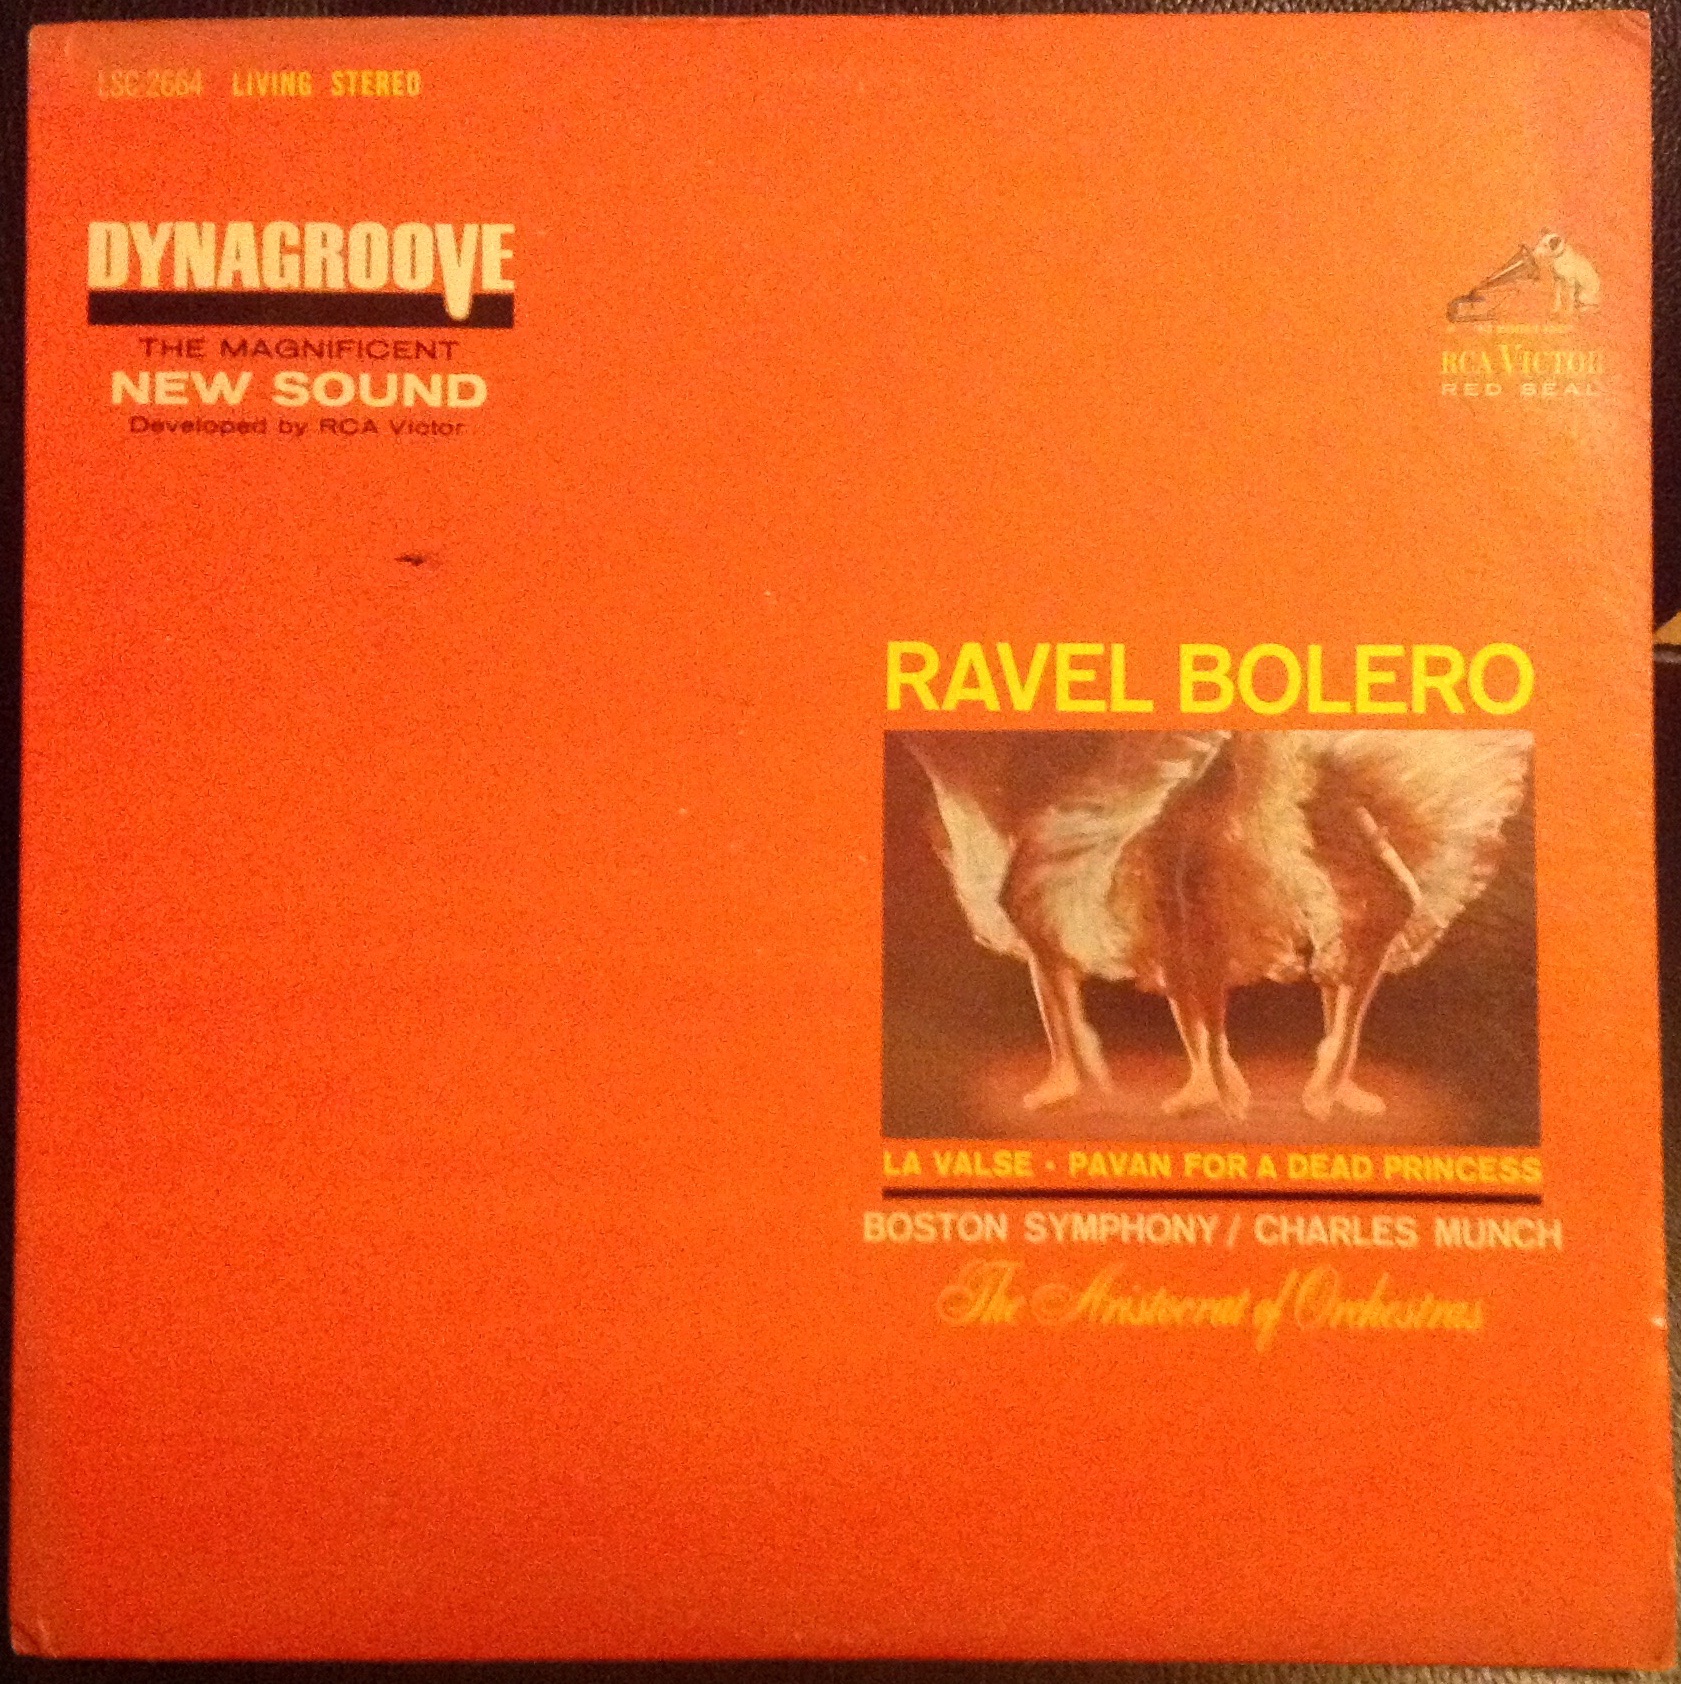 LSC-2664 LIVING STEREO
DYNAGROOVE
THE MAGNIFICENT
NEW SOUND
Developed by RCA Victor
RCA VICTOR
RED SEAL
RAVEL BOLERO
LA VALSE • PAVAN FOR A DEAD PRINCESS
BOSTON SYMPHONY / CHARLES MUNCH
The Aristocrat of Orchestras